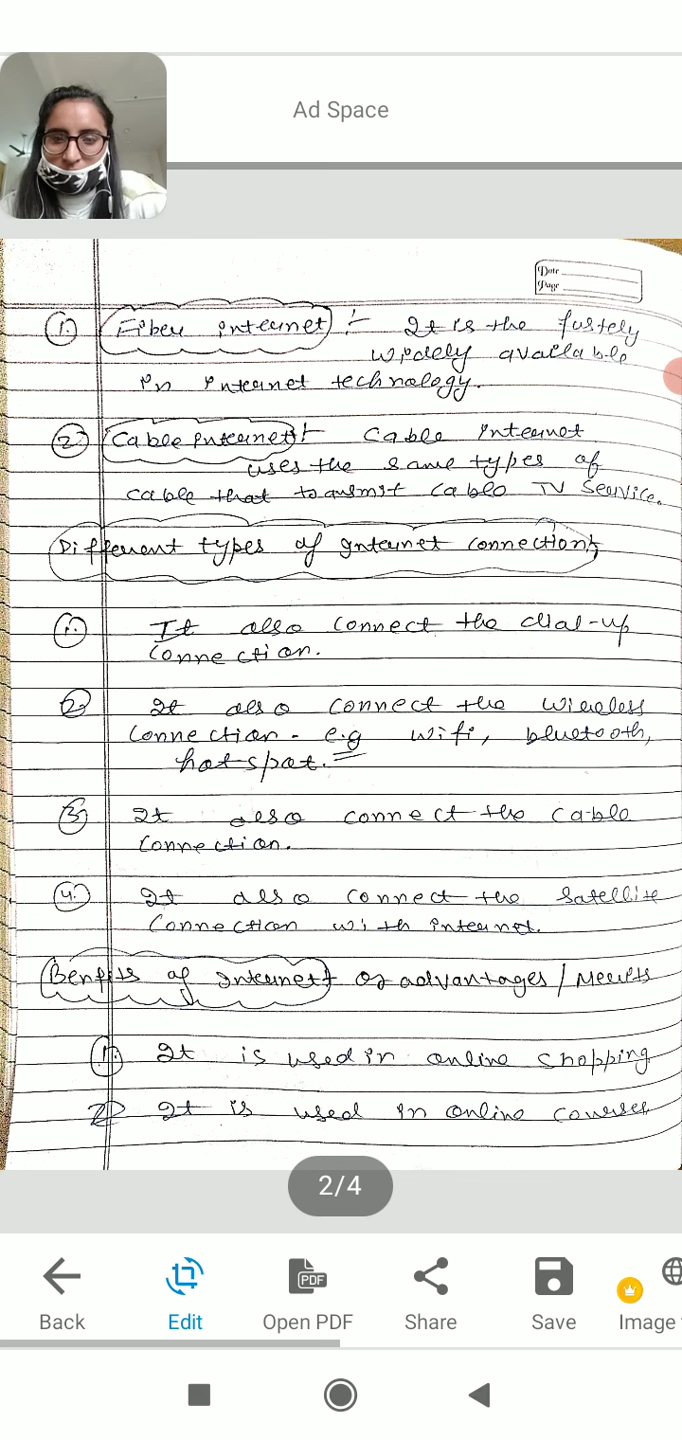 Ad Space
Date
Page
1. Fiber internet :- It is the fastely
widely available
in internet technology.
2. Cable internet :- Cable internet
uses the same types of
cable that transmit cable TV Service.
Different types of Internet connection :-
1. It also connect the dial-up
connection.
2. It also connect the wireless
connection - e.g wifi, bluetooth,
hotspot.
3. It also connect the cable
connection.
4. It also connect the satellite
connection with internet.
Benfits of Internet or advantages / Merits
1. It is used in online shopping
2. It is used in online courses
2/4
Back Edit Open PDF Share Save Image
PDF